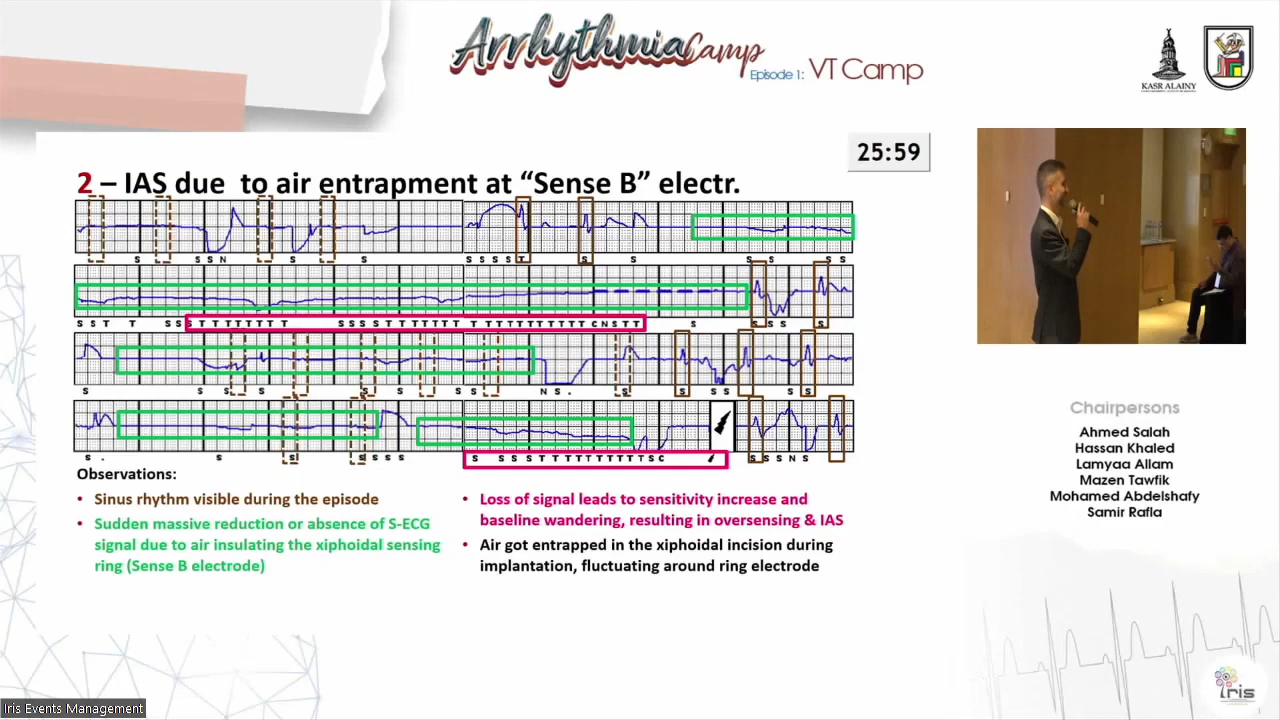 Arrhythmia Camp
Episode 1: VT Camp
KASR ALAINY
25:59
2 – IAS due to air entrapment at “Sense B” electr.
S S S N S S S S S S T S S S S S S
S S T T S S S T T T T T T T T S S S S T T T T T T T T T T T T T T T T T C N S T T S S S S S
S S S S S S S S N S . S S S S S S
S . S S S S S S S S S S T T T T T T T T T T S C S S S N S
Observations:
• Sinus rhythm visible during the episode
• Sudden massive reduction or absence of S-ECG
signal due to air insulating the xiphoidal sensing
ring (Sense B electrode)
• Loss of signal leads to sensitivity increase and
baseline wandering, resulting in oversensing & IAS
• Air got entrapped in the xiphoidal incision during
implantation, fluctuating around ring electrode
Chairpersons
Ahmed Salah
Hassan Khaled
Lamyaa Allam
Mazen Tawfik
Mohamed Abdelshafy
Samir Rafla
Iris
Iris Events Management